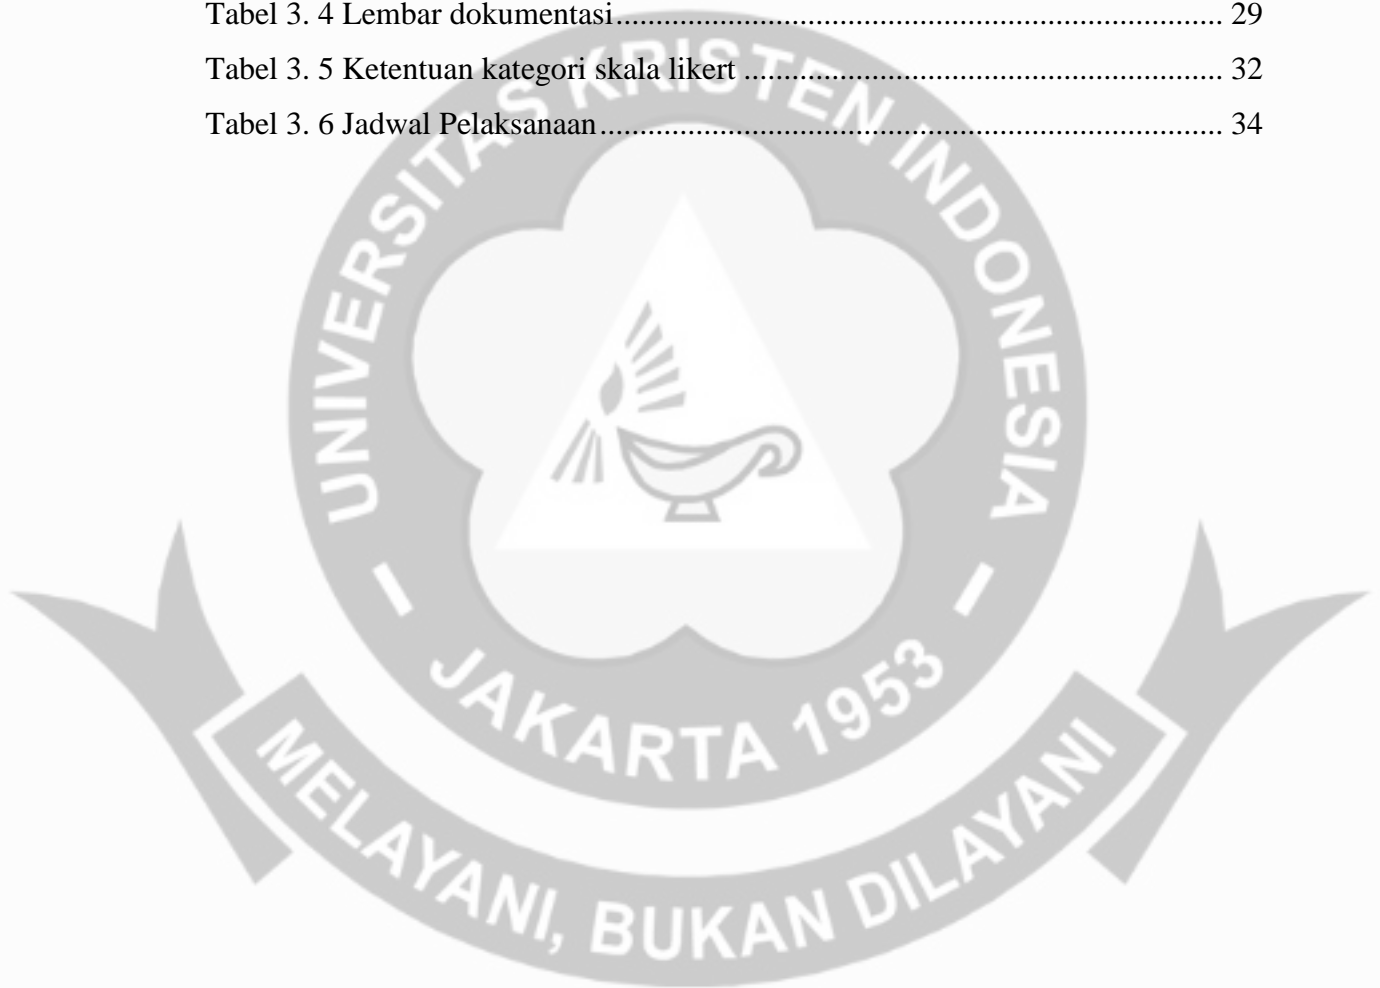 Tabel 3. 4 Lembar dokumentasi........................................................................... 29
Tabel 3. 5 Ketentuan kategori skala likert ........................................................... 32
Tabel 3. 6 Jadwal Pelaksanaan............................................................................. 34
UNIVERSITAS KRISTEN INDONESIA
JAKARTA 1953
MELAYANI, BUKAN DILAYANI